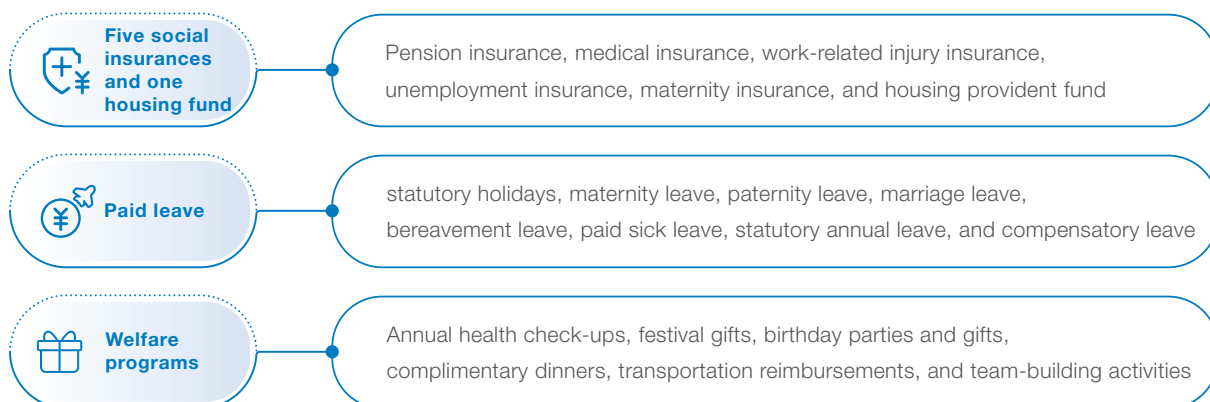 Five social
insurances
and one
housing fund
Pension insurance, medical insurance, work-related injury insurance,
unemployment insurance, maternity insurance, and housing provident fund
Paid leave
statutory holidays, maternity leave, paternity leave, marriage leave,
bereavement leave, paid sick leave, statutory annual leave, and compensatory leave
Welfare
programs
Annual health check-ups, festival gifts, birthday parties and gifts,
complimentary dinners, transportation reimbursements, and team-building activities